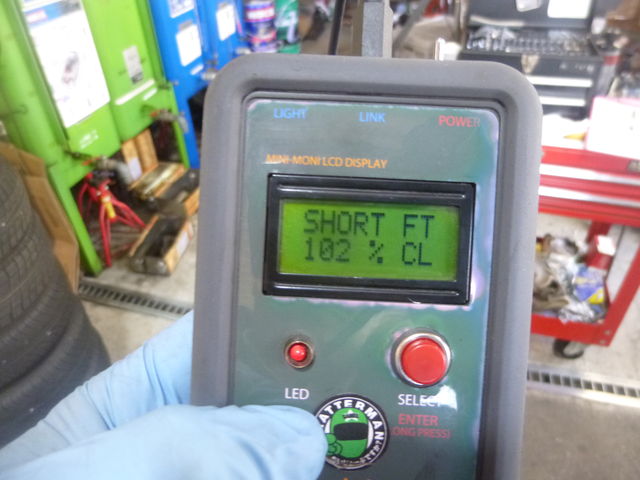 LIGHT LINK POWER
MINI-MONI LCD DISPLAY
SHORT FT
102 % CL
LED
SELECT
ENTER
(LONG PRESS)